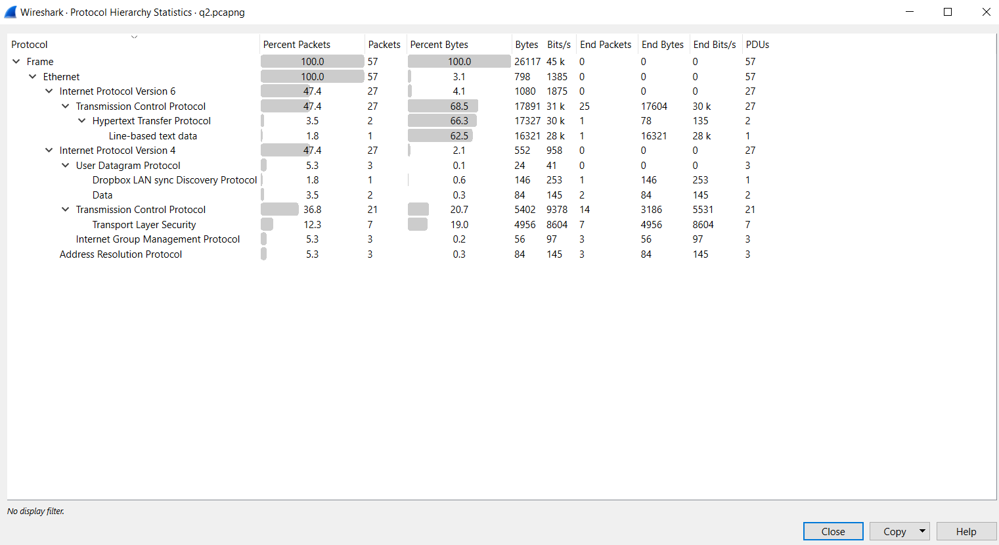 Wireshark · Protocol Hierarchy Statistics · q2.pcapng
Protocol Percent Packets Packets Percent Bytes Bytes Bits/s End Packets End Bytes End Bits/s PDUs
Frame 100.0 57 100.0 26117 45 k 0 0 0 57
Ethernet 100.0 57 3.1 798 1385 0 0 0 57
Internet Protocol Version 6 47.4 27 4.1 1080 1875 0 0 0 27
Transmission Control Protocol 47.4 27 68.5 17891 31 k 25 17604 30 k 27
Hypertext Transfer Protocol 3.5 2 66.3 17327 30 k 1 78 135 2
Line-based text data 1.8 1 62.5 16321 28 k 1 16321 28 k 1
Internet Protocol Version 4 47.4 27 2.1 552 958 0 0 0 27
User Datagram Protocol 5.3 3 0.1 24 41 0 0 0 3
Dropbox LAN sync Discovery Protocol 1.8 1 0.6 146 253 1 146 253 1
Data 3.5 2 0.3 84 145 2 84 145 2
Transmission Control Protocol 36.8 21 20.7 5402 9378 14 3186 5531 21
Transport Layer Security 12.3 7 19.0 4956 8604 7 4956 8604 7
Internet Group Management Protocol 5.3 3 0.2 56 97 3 56 97 3
Address Resolution Protocol 5.3 3 0.3 84 145 3 84 145 3
No display filter.
Close Copy Help